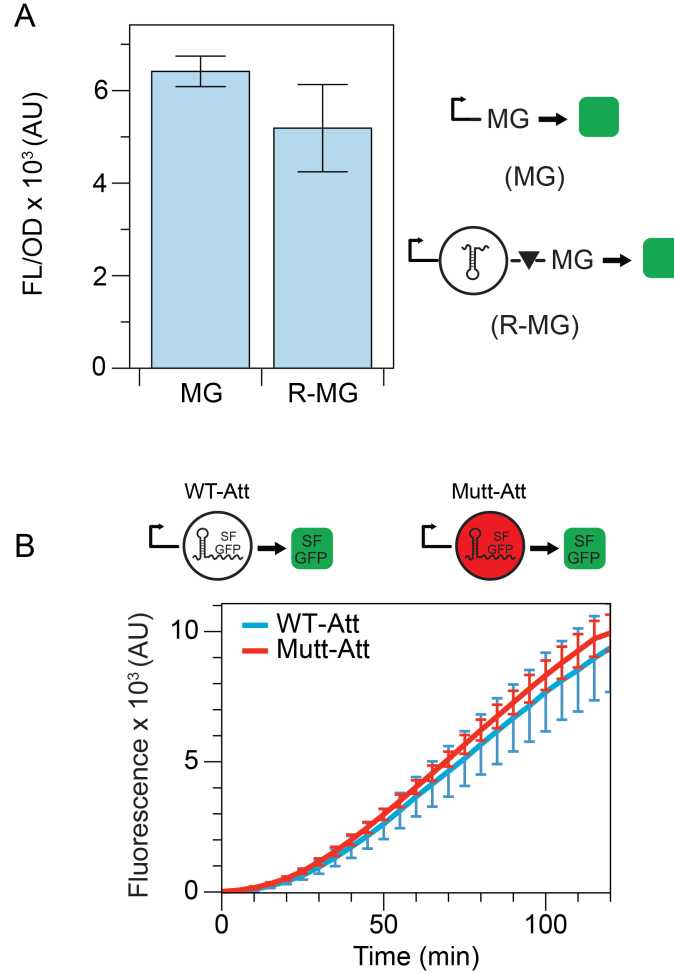 A
FL/OD x 10³ (AU)
6
4
2
0
MG
R-MG
MG
(MG)
MG
(R-MG)
B
WT-Att
SF
GFP
SF
GFP
Mutt-Att
SF
GFP
SF
GFP
Fluorescence x 10³ (AU)
10
5
0
WT-Att
Mutt-Att
0
50
100
Time (min)